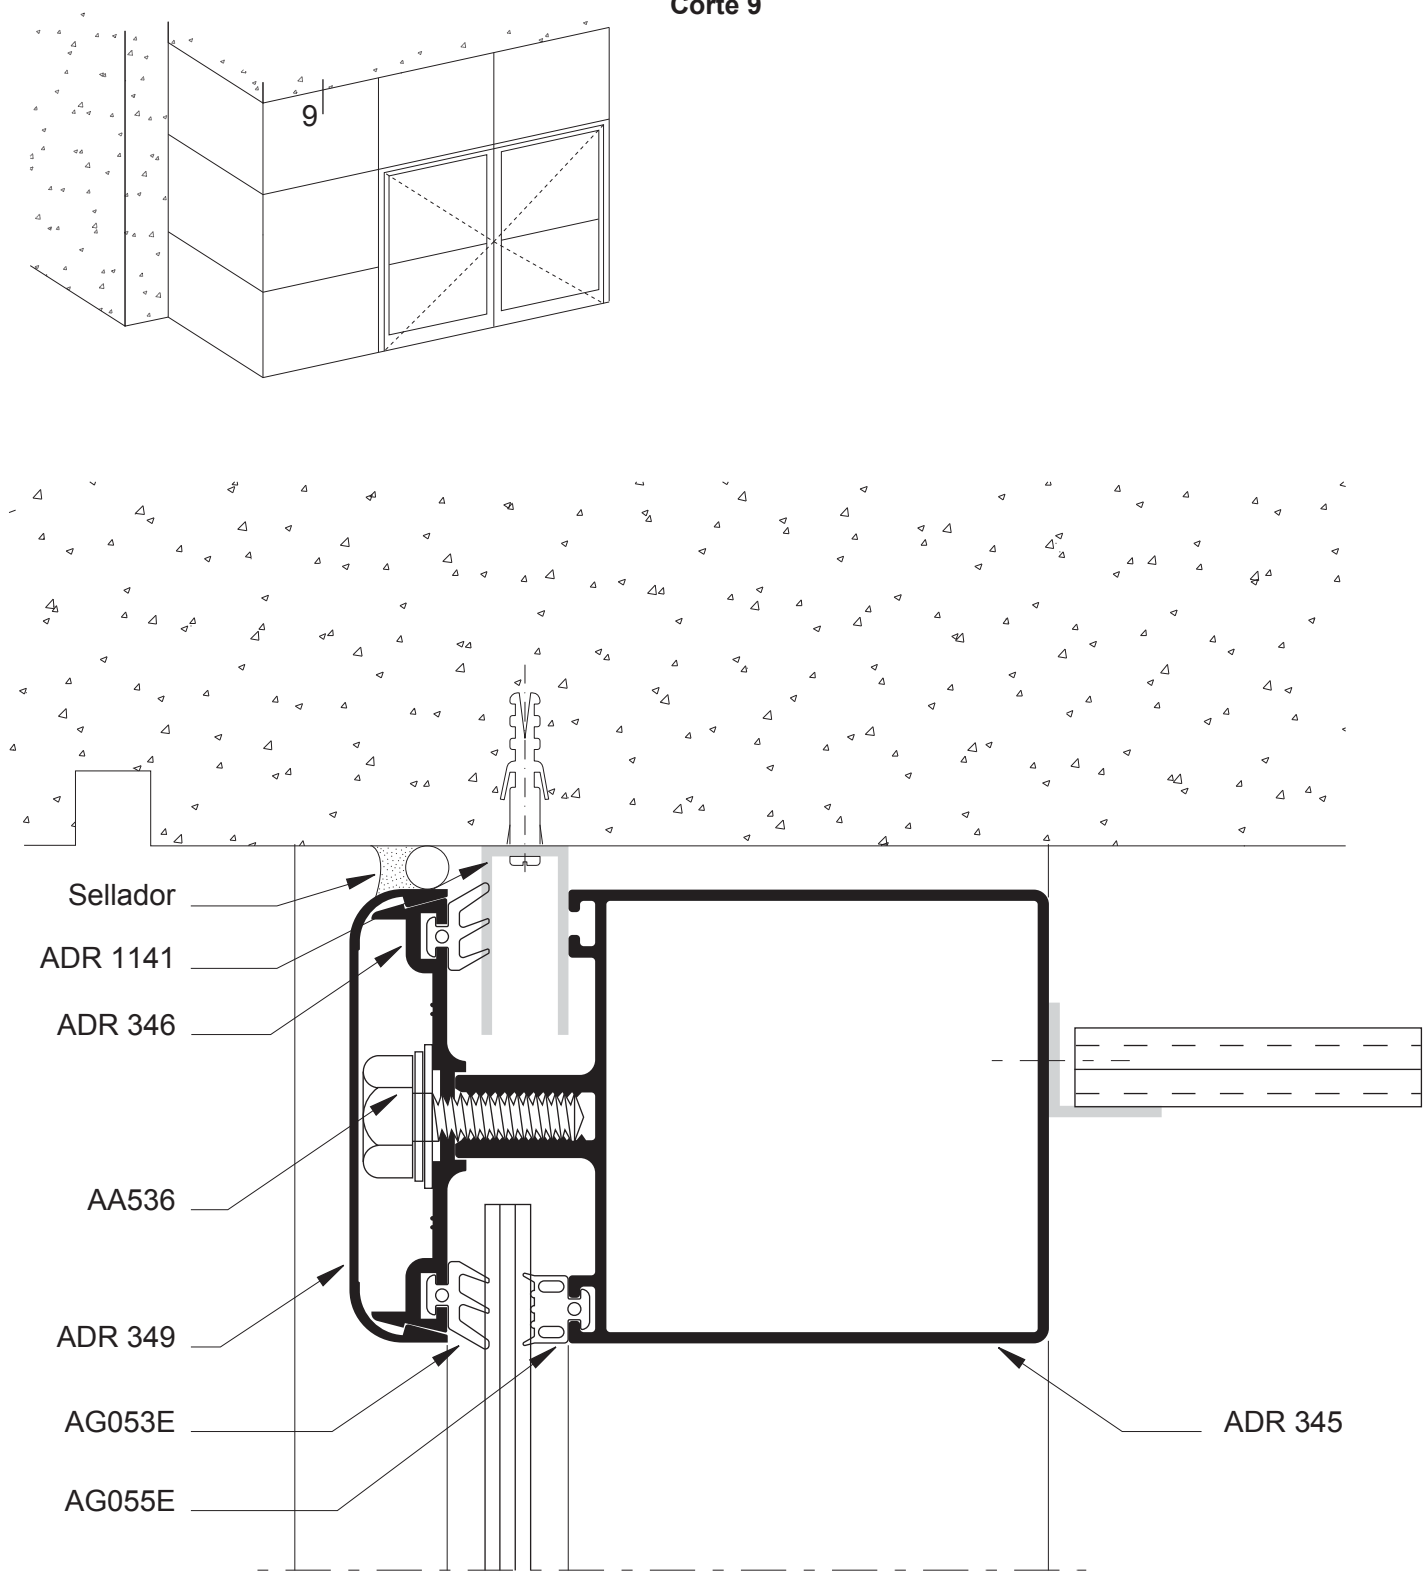 Corte 9
9
Sellador
ADR 1141
ADR 346
AA536
ADR 349
AG053E
ADR 345
AG055E